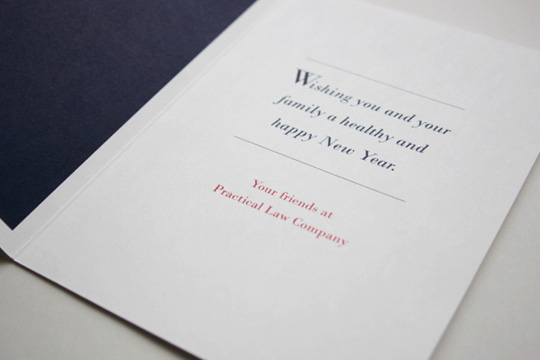 Wishing you and your
family a healthy and
happy New Year.
Your friends at
Practical Law Company